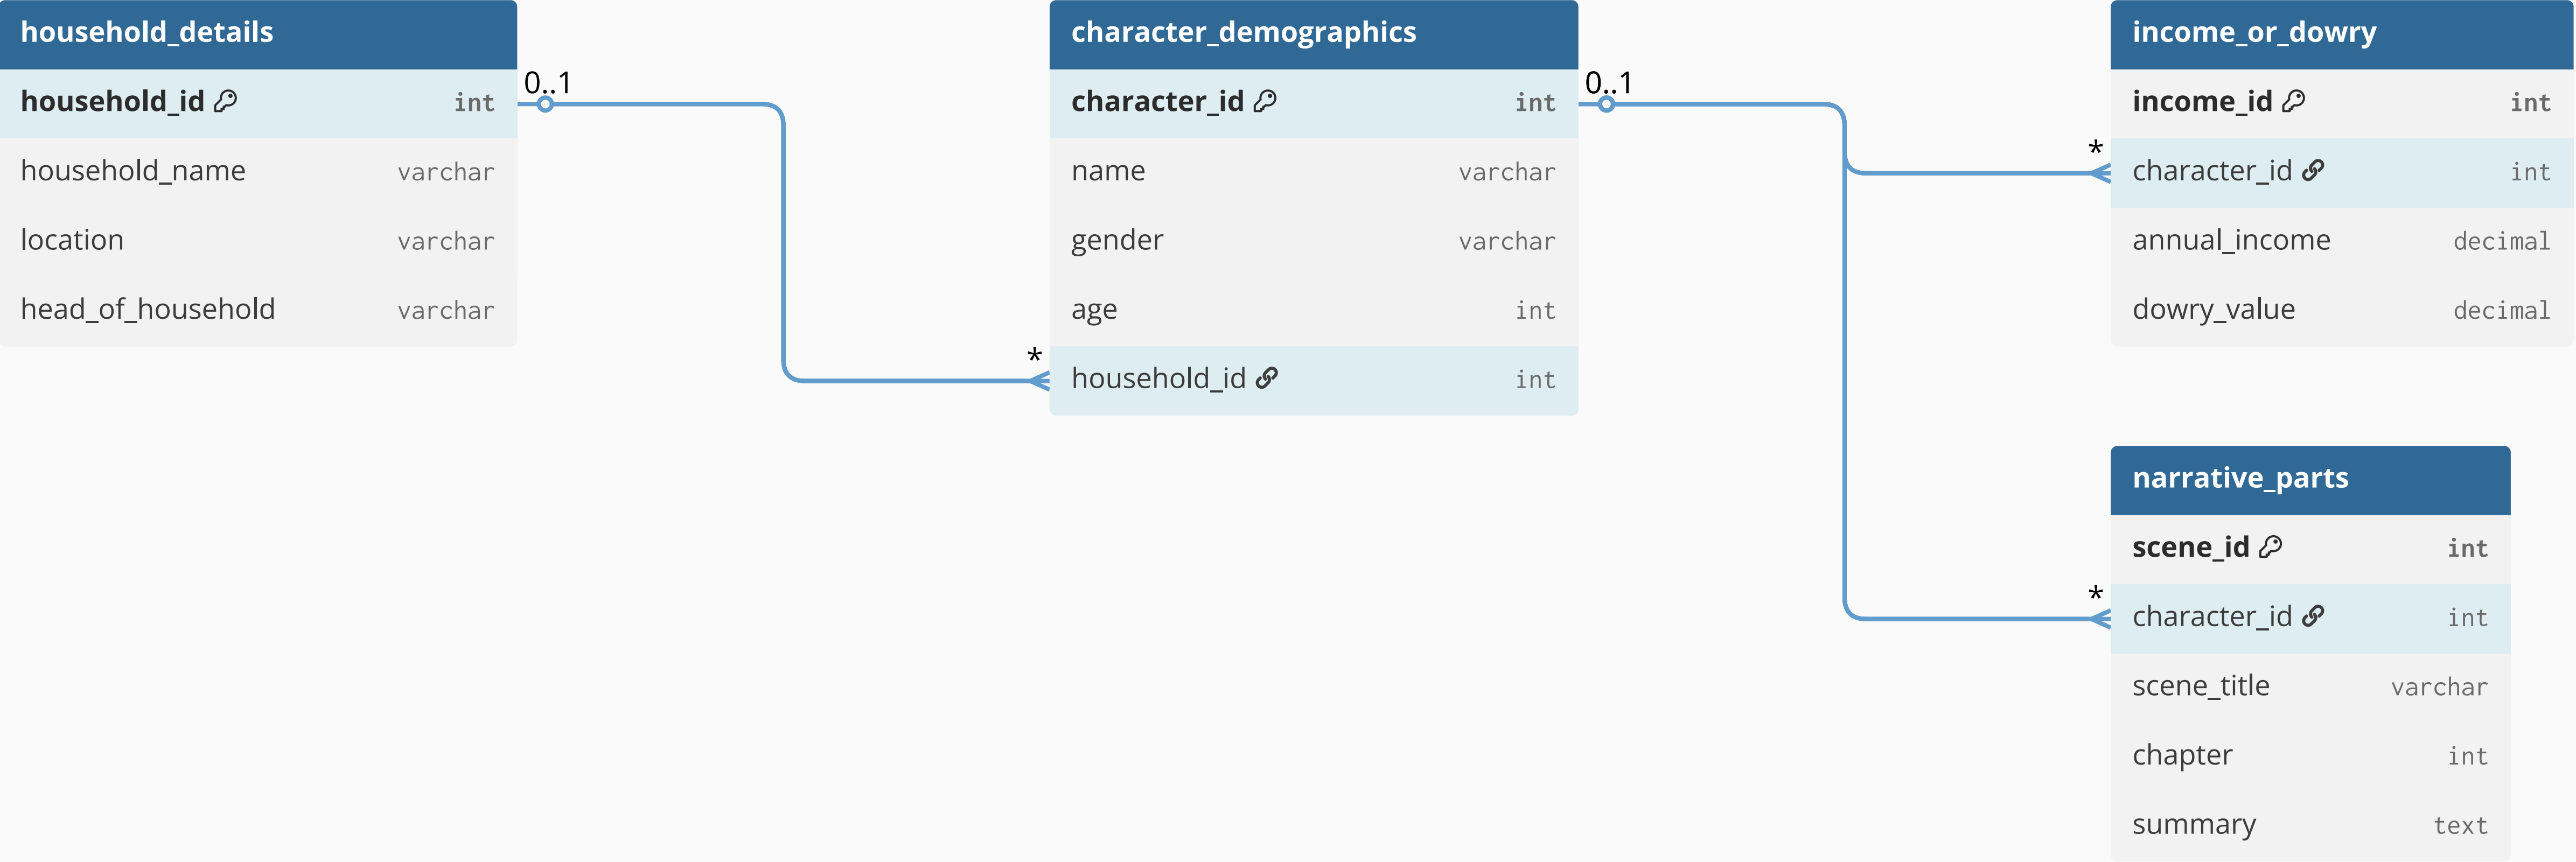 household_details
household_id int
household_name varchar
location varchar
head_of_household varchar
0..1
*
character_demographics
character_id int
name varchar
gender varchar
age int
household_id int
0..1
*
*
income_or_dowry
income_id int
character_id int
annual_income decimal
dowry_value decimal
narrative_parts
scene_id int
character_id int
scene_title varchar
chapter int
summary text